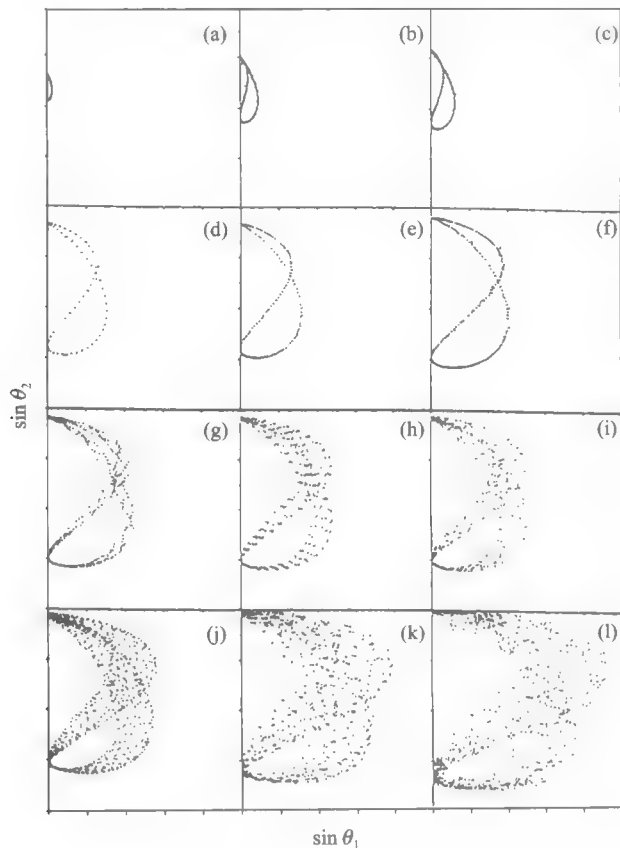 (a)
(b)
(c)
(d)
(e)
(f)
(g)
(h)
(i)
(j)
(k)
(l)
sin θ₂
sin θ₁